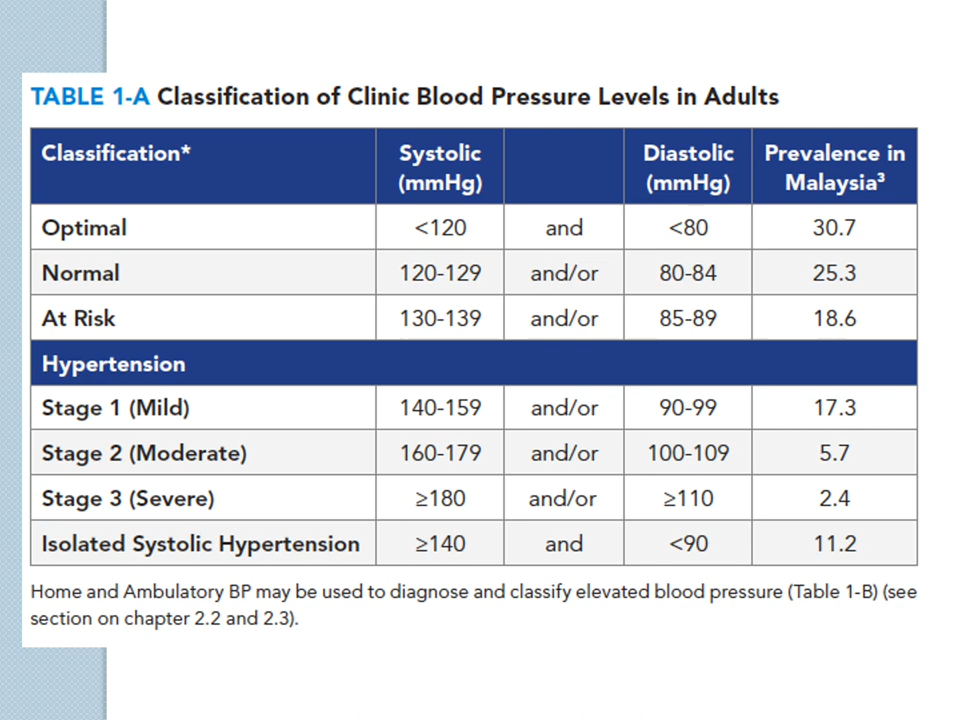 TABLE 1-A Classification of Clinic Blood Pressure Levels in Adults
Classification* Systolic (mmHg) Diastolic (mmHg) Prevalence in Malaysia³
Optimal <120 and <80 30.7
Normal 120-129 and/or 80-84 25.3
At Risk 130-139 and/or 85-89 18.6
Hypertension
Stage 1 (Mild) 140-159 and/or 90-99 17.3
Stage 2 (Moderate) 160-179 and/or 100-109 5.7
Stage 3 (Severe) ≥180 and/or ≥110 2.4
Isolated Systolic Hypertension ≥140 and <90 11.2
Home and Ambulatory BP may be used to diagnose and classify elevated blood pressure (Table 1-B) (see
section on chapter 2.2 and 2.3).